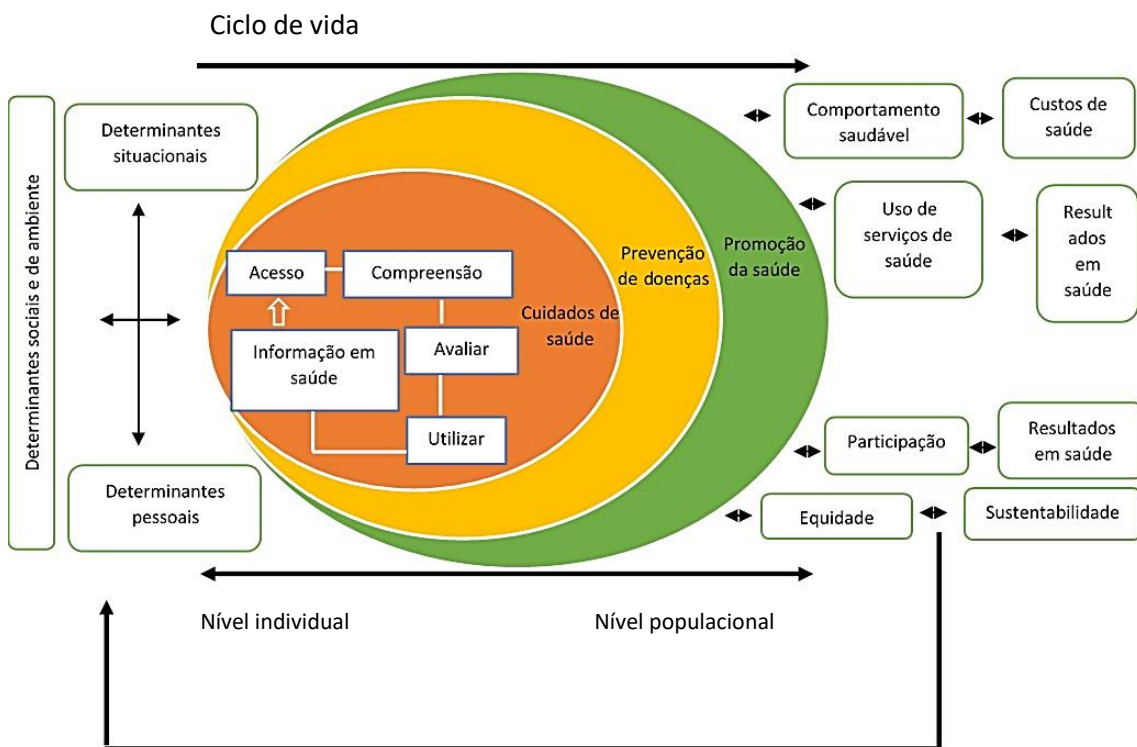 Ciclo de vida
Determinantes sociais e de ambiente
Determinantes
situacionais
Determinantes
pessoais
Acesso
Compreensão
Informação em
saúde
Avaliar
Utilizar
Cuidados de
saúde
Prevenção
de doenças
Promoção
da saúde
Comportamento
saudável
Custos de
saúde
Uso de
serviços de
saúde
Result
ados
em
saúde
Participação
Resultados
em saúde
Equidade
Sustentabilidade
Nível individual
Nível populacional